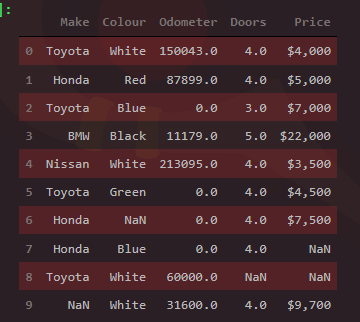 :
Make Colour Odometer Doors Price
0 Toyota White 150043.0 4.0 $4,000
1 Honda Red 87899.0 4.0 $5,000
2 Toyota Blue 0.0 3.0 $7,000
3 BMW Black 11179.0 5.0 $22,000
4 Nissan White 213095.0 4.0 $3,500
5 Toyota Green 0.0 4.0 $4,500
6 Honda NaN 0.0 4.0 $7,500
7 Honda Blue 0.0 4.0 NaN
8 Toyota White 60000.0 NaN NaN
9 NaN White 31600.0 4.0 $9,700